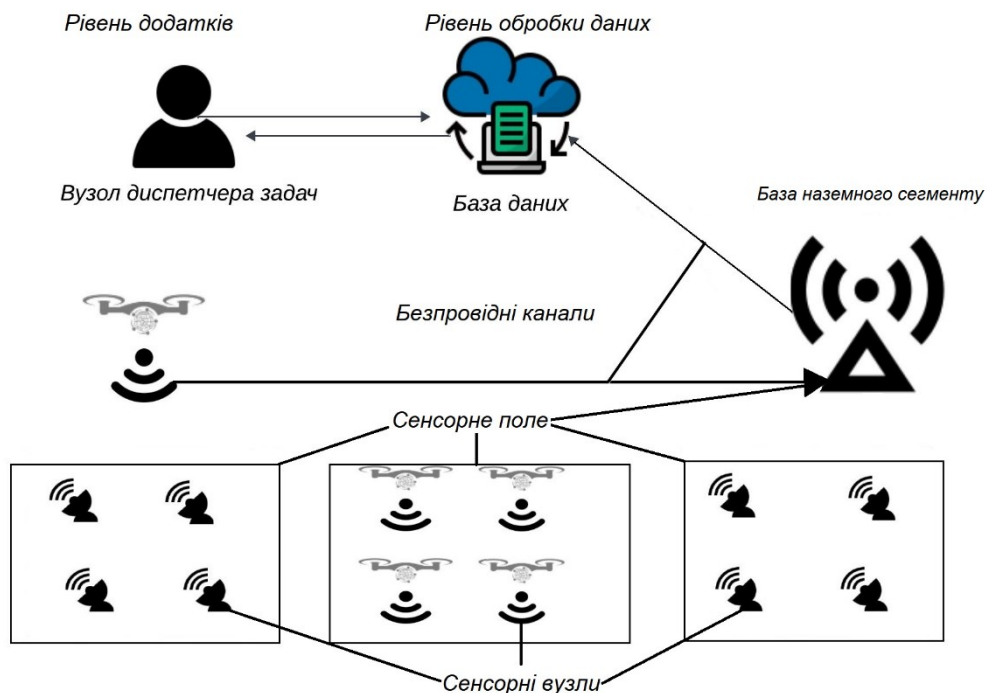 Рівень додатків
Рівень обробки даних
Вузол диспетчера задач
База даних
База наземного сегменту
Безпровідні канали
Сенсорне поле
Сенсорні вузли